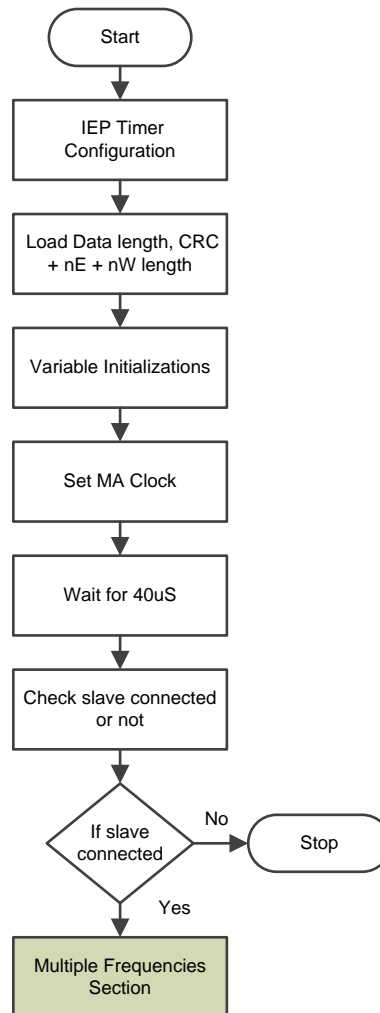 Start
IEP Timer
Configuration
Load Data length, CRC
+ nE + nW length
Variable Initializations
Set MA Clock
Wait for 40uS
Check slave connected
or not
If slave
connected
No
Stop
Yes
Multiple Frequencies
Section